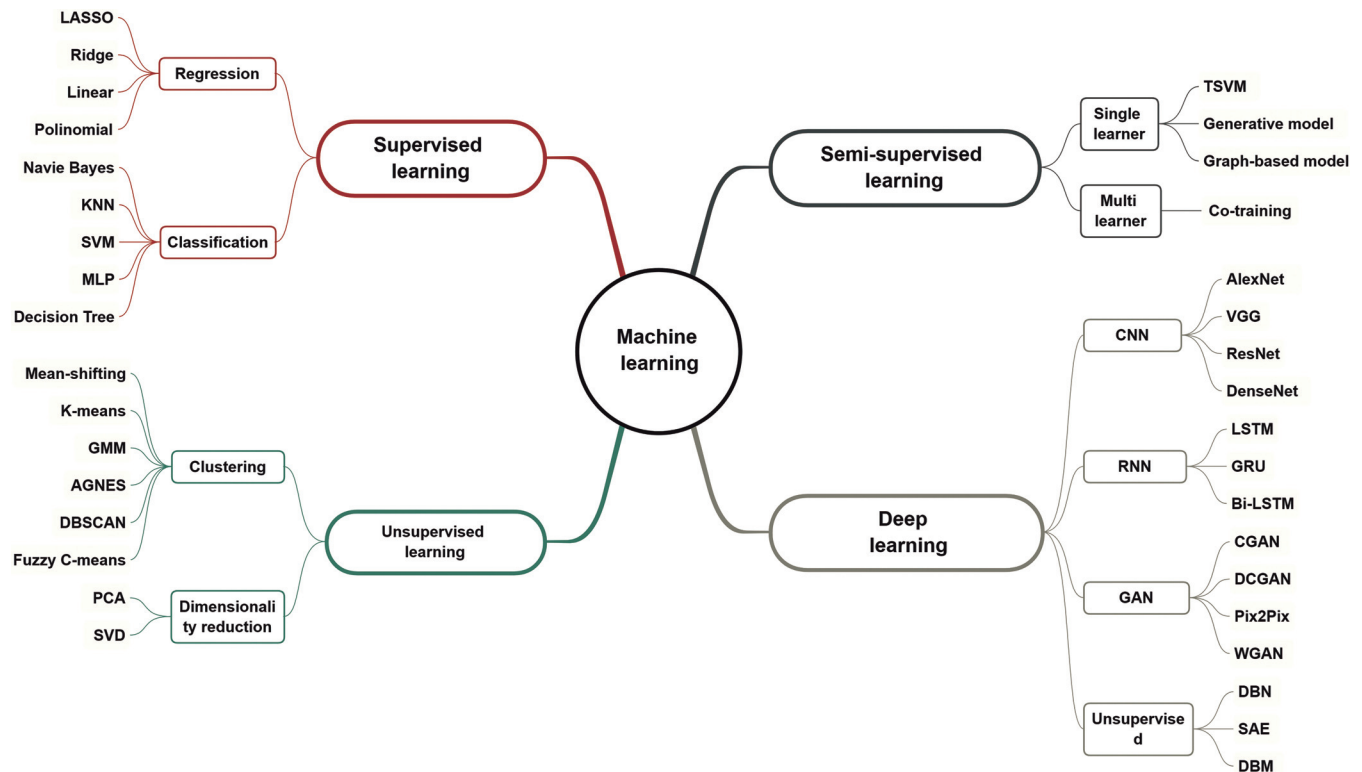 LASSO
Ridge
Linear
Polinomial
Regression
Navie Bayes
KNN
SVM
MLP
Decision Tree
Classification
Supervised
learning
Mean-shifting
K-means
GMM
AGNES
DBSCAN
Fuzzy C-means
Clustering
PCA
SVD
Dimensionali
ty reduction
Unsupervised
learning
Machine
learning
Semi-supervised
learning
Single
learner
TSVM
Generative model
Graph-based model
Multi
learner
Co-training
Deep
learning
CNN
AlexNet
VGG
ResNet
DenseNet
RNN
LSTM
GRU
Bi-LSTM
GAN
CGAN
DCGAN
Pix2Pix
WGAN
Unsupervise
d
DBN
SAE
DBM